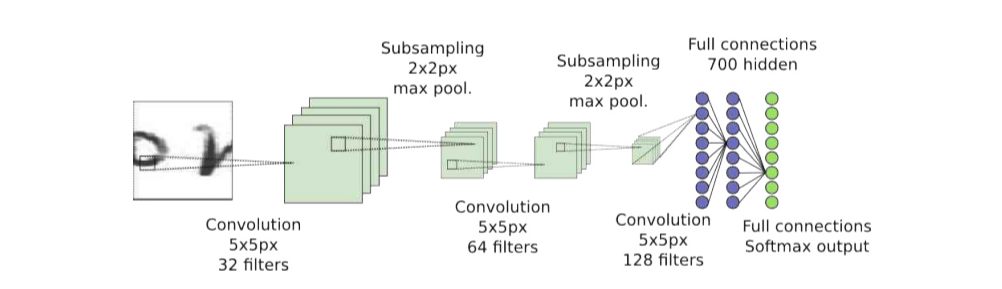 Subsampling
2x2px
max pool.
Subsampling
2x2px
max pool.
Full connections
700 hidden
Convolution
5x5px
32 filters
Convolution
5x5px
64 filters
Convolution
5x5px
128 filters
Full connections
Softmax output